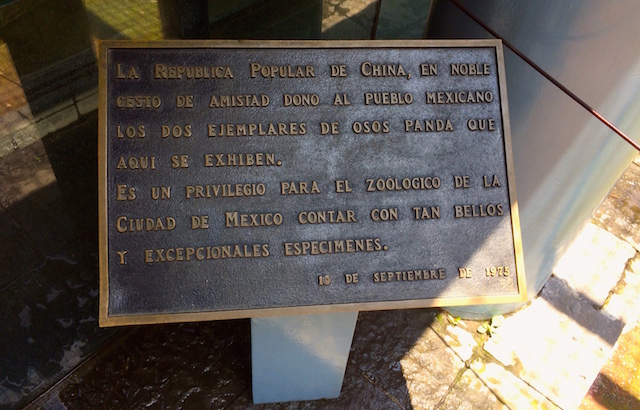 La Republica Popular de China, en noble
gesto de amistad dono al pueblo mexicano
los dos ejemplares de osos panda que
aqui se exhiben.
Es un privilegio para el zoologico de la
Ciudad de Mexico contar con tan bellos
y excepcionales especimenes.
10 de septiembre de 1975